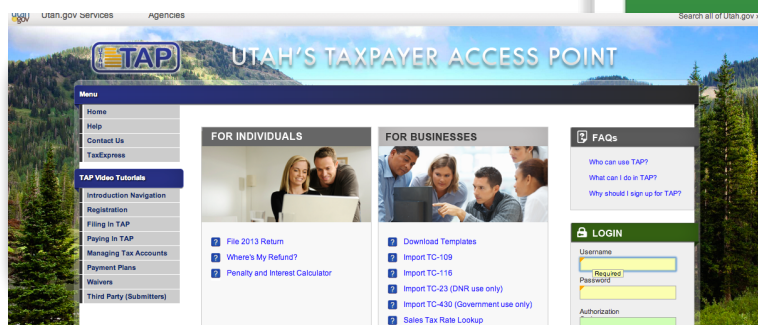 Utah.gov Services
Agencies
Search all of Utah.gov »
UTAH
TAP
UTAH'S TAXPAYER ACCESS POINT
Menu
Home
Help
Contact Us
TaxExpress
TAP Video Tutorials
Introduction Navigation
Registration
Filing In TAP
Paying In TAP
Managing Tax Accounts
Payment Plans
Waivers
Third Party (Submitters)
FOR INDIVIDUALS
File 2013 Return
Where's My Refund?
Penalty and Interest Calculator
FOR BUSINESSES
Download Templates
Import TC-109
Import TC-116
Import TC-23 (DNR use only)
Import TC-430 (Government use only)
Sales Tax Rate Lookup
FAQs
Who can use TAP?
What can I do in TAP?
Why should I sign up for TAP?
LOGIN
Username
Required
Password
Authorization